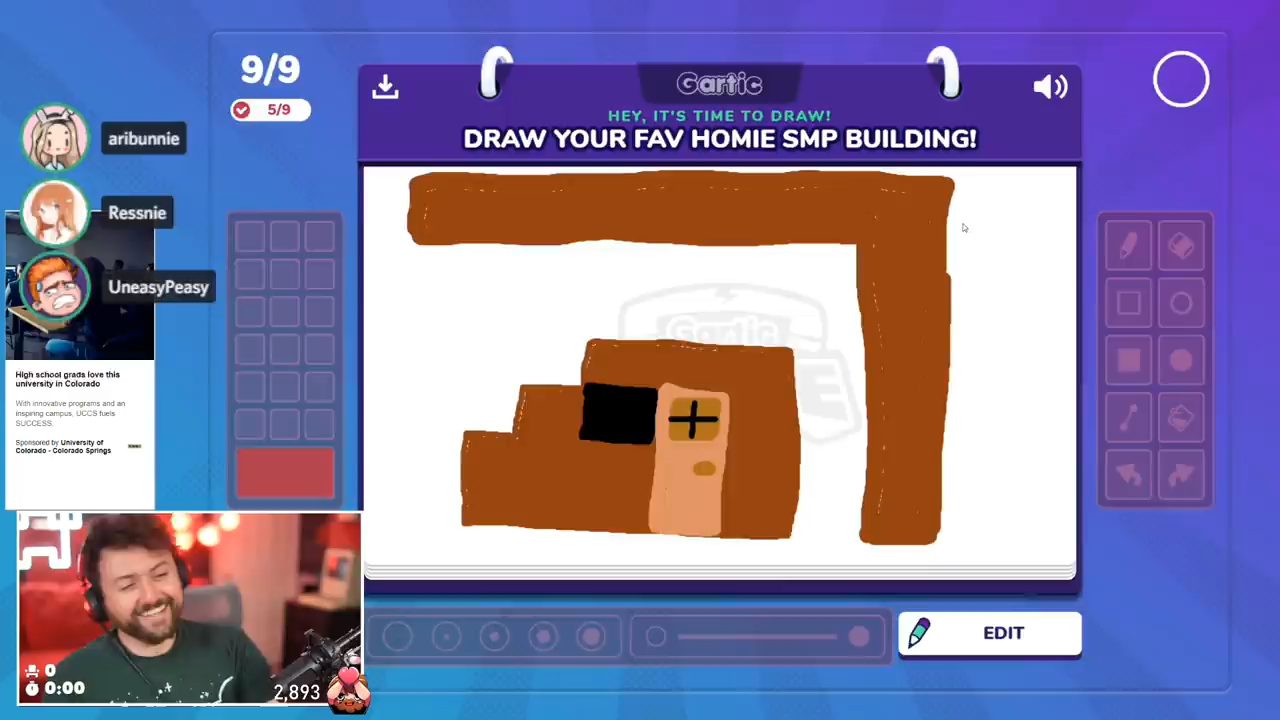 9/9
5/9
Gartic
HEY, IT'S TIME TO DRAW!
DRAW YOUR FAV HOMIE SMP BUILDING!
aribunnie
Ressnie
UneasyPeasy
Gartic
High school grads love this
university in Colorado
With innovative programs and an
inspiring campus, UCCS fuels
SUCCESS.
Sponsored by University of
Colorado - Colorado Springs
EDIT
0
0:00
2,893